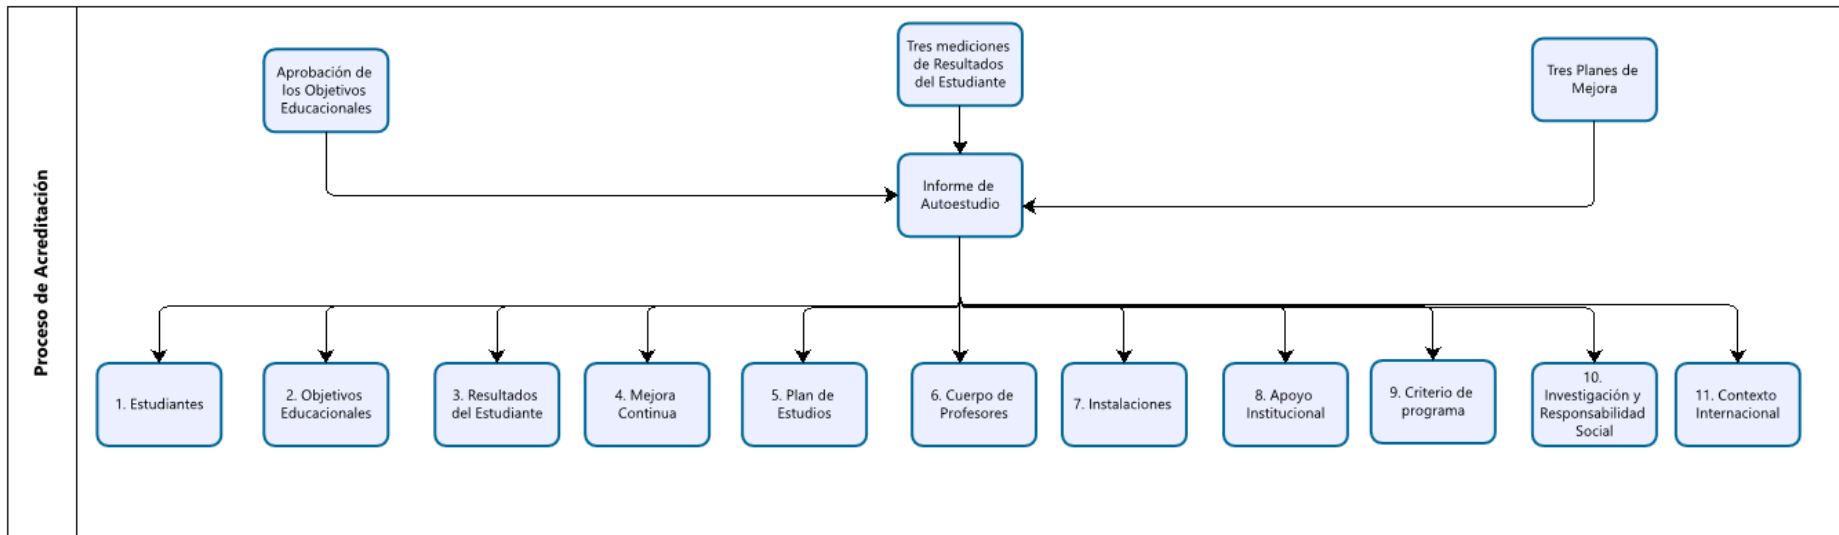 Proceso de Acreditación
Aprobación de
los Objetivos
Educacionales
Tres mediciones
de Resultados
del Estudiante
Tres Planes de
Mejora
Informe de
Autoestudio
1. Estudiantes
2. Objetivos
Educacionales
3. Resultados
del Estudiante
4. Mejora
Continua
5. Plan de
Estudios
6. Cuerpo de
Profesores
7. Instalaciones
8. Apoyo
Institucional
9. Criterio de
programa
10.
Investigación y
Responsabilidad
Social
11. Contexto
Internacional